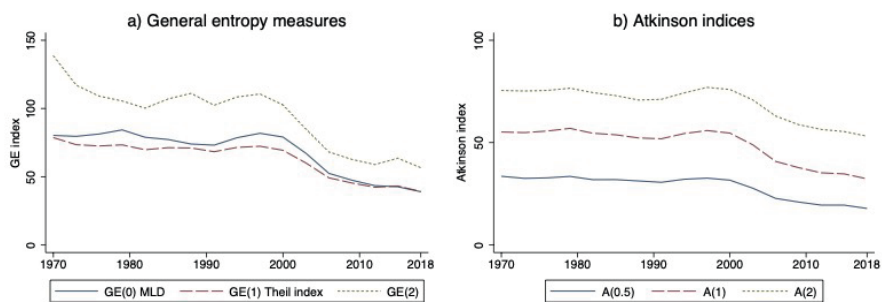 a) General entropy measures
150
100
50
0
GE index
1970
1980
1990
2000
2010
2018
GE(0) MLD
GE(1) Theil index
GE(2)
b) Atkinson indices
100
50
0
Atkinson index
1970
1980
1990
2000
2010
2018
A(0.5)
A(1)
A(2)